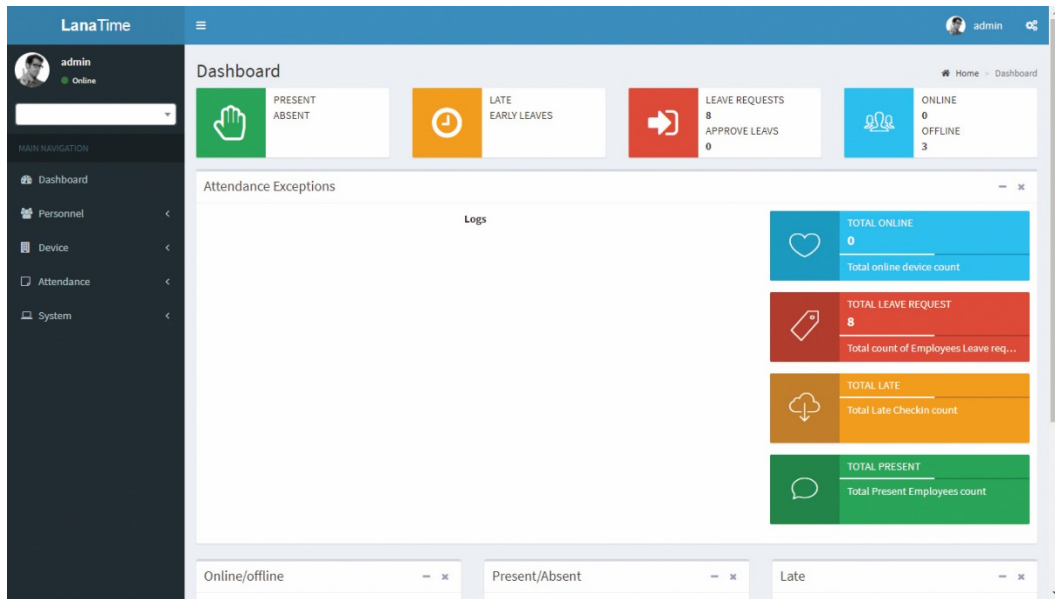 LanaTime
admin
admin
Online
MAIN NAVIGATION
Dashboard
Personnel
Device
Attendance
System
Dashboard
Home > Dashboard
PRESENT
ABSENT
LATE
EARLY LEAVES
LEAVE REQUESTS
8
APPROVE LEAVS
0
ONLINE
0
OFFLINE
3
Attendance Exceptions
Logs
TOTAL ONLINE
0
Total online device count
TOTAL LEAVE REQUEST
8
Total count of Employees Leave req...
TOTAL LATE
Total Late Checkin count
TOTAL PRESENT
Total Present Employees count
Online/offline
Present/Absent
Late